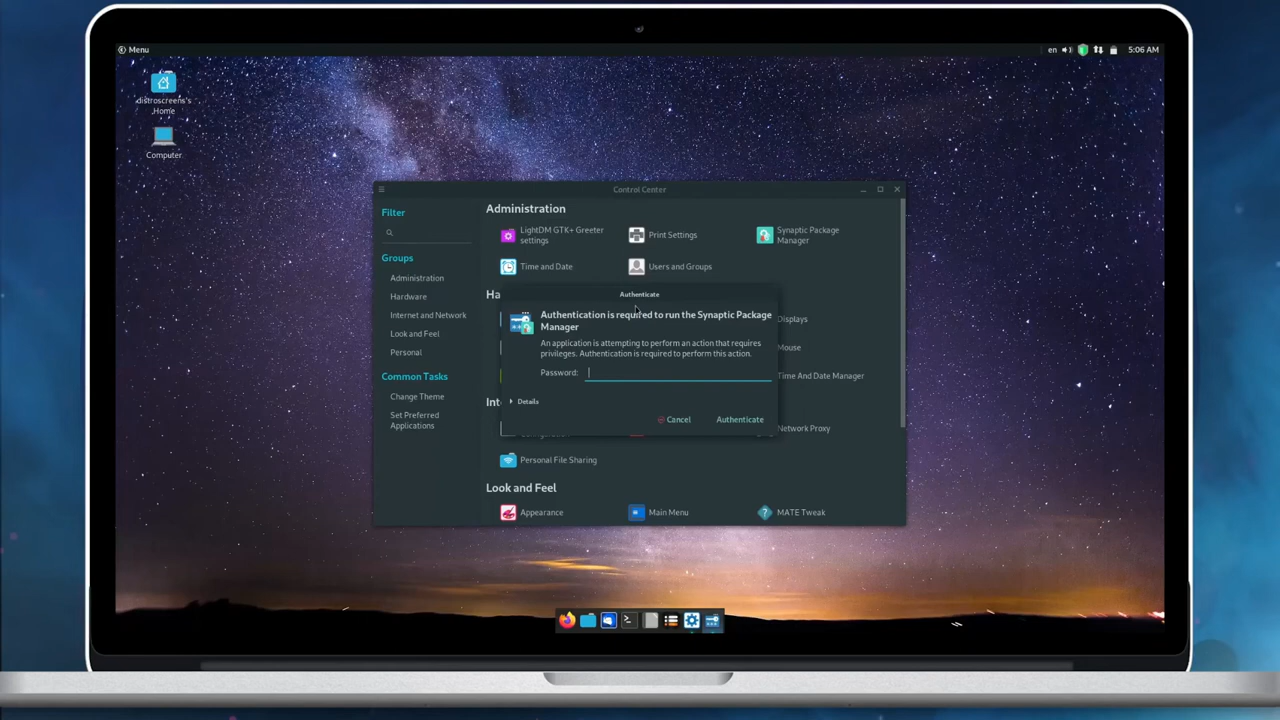 Menu
en
5:06 AM
distroscreens's
Home
Computer
Control Center
Filter
Groups
Administration
Hardware
Internet and Network
Look and Feel
Personal
Common Tasks
Change Theme
Set Preferred
Applications
Administration
LightDM GTK+ Greeter
settings
Print Settings
Synaptic Package
Manager
Time and Date
Users and Groups
Ha
Displays
Mouse
Time And Date Manager
Authenticate
Authentication is required to run the Synaptic Package
Manager
An application is attempting to perform an action that requires
privileges. Authentication is required to perform this action.
Password:
Details
Cancel
Authenticate
Inte
Network Proxy
Personal File Sharing
Look and Feel
Appearance
Main Menu
MATE Tweak